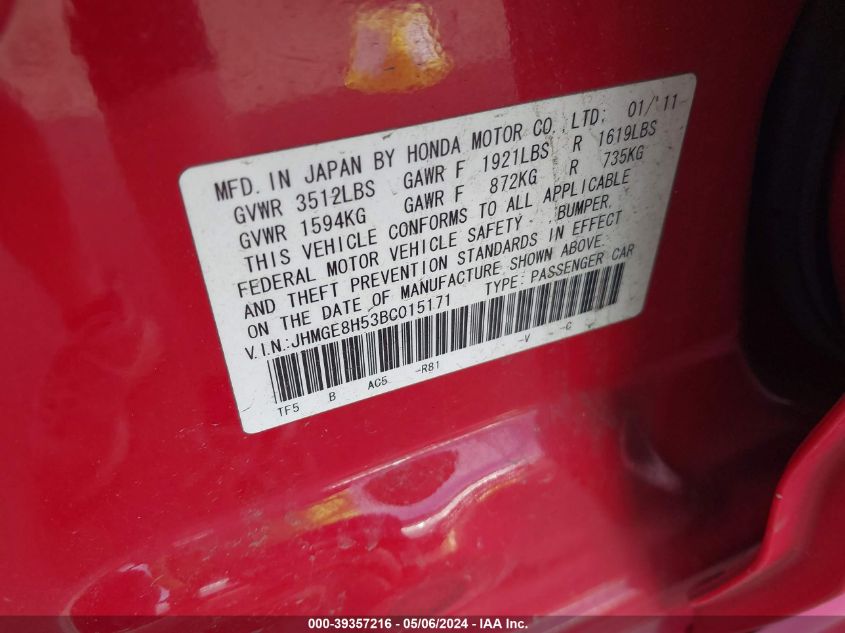 MFD. IN JAPAN BY HONDA MOTOR CO.,LTD; 01/'11
GVWR 3512LBS GAWR F 1921LBS R 1619LBS
GVWR 1594KG GAWR F 872KG R 735KG
THIS VEHICLE CONFORMS TO ALL APPLICABLE
FEDERAL MOTOR VEHICLE SAFETY BUMPER,
AND THEFT PREVENTION STANDARDS IN EFFECT
ON THE DATE OF MANUFACTURE SHOWN ABOVE.
V.I.N.:JHMGE8H53BC015171 TYPE: PASSENGER CAR
TF5 B AC5 -R81 -V -C
000-39357216 - 05/06/2024 - IAA Inc.